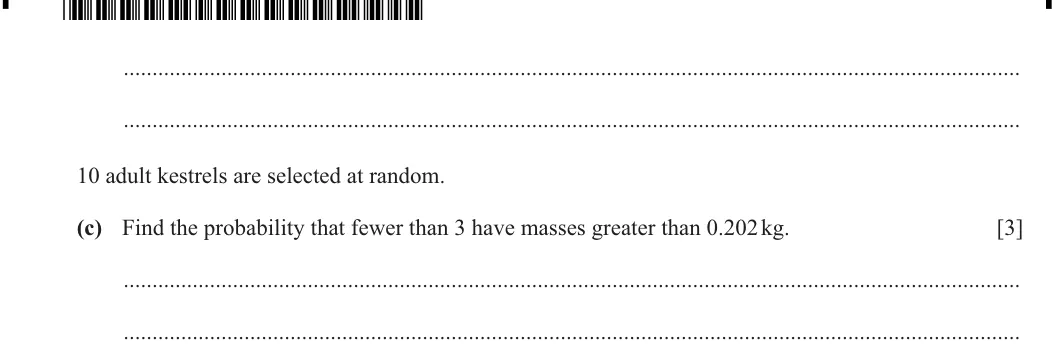 10 adult kestrels are selected at random.
(c) Find the probability that fewer than 3 have masses greater than 0.202 kg. [3]